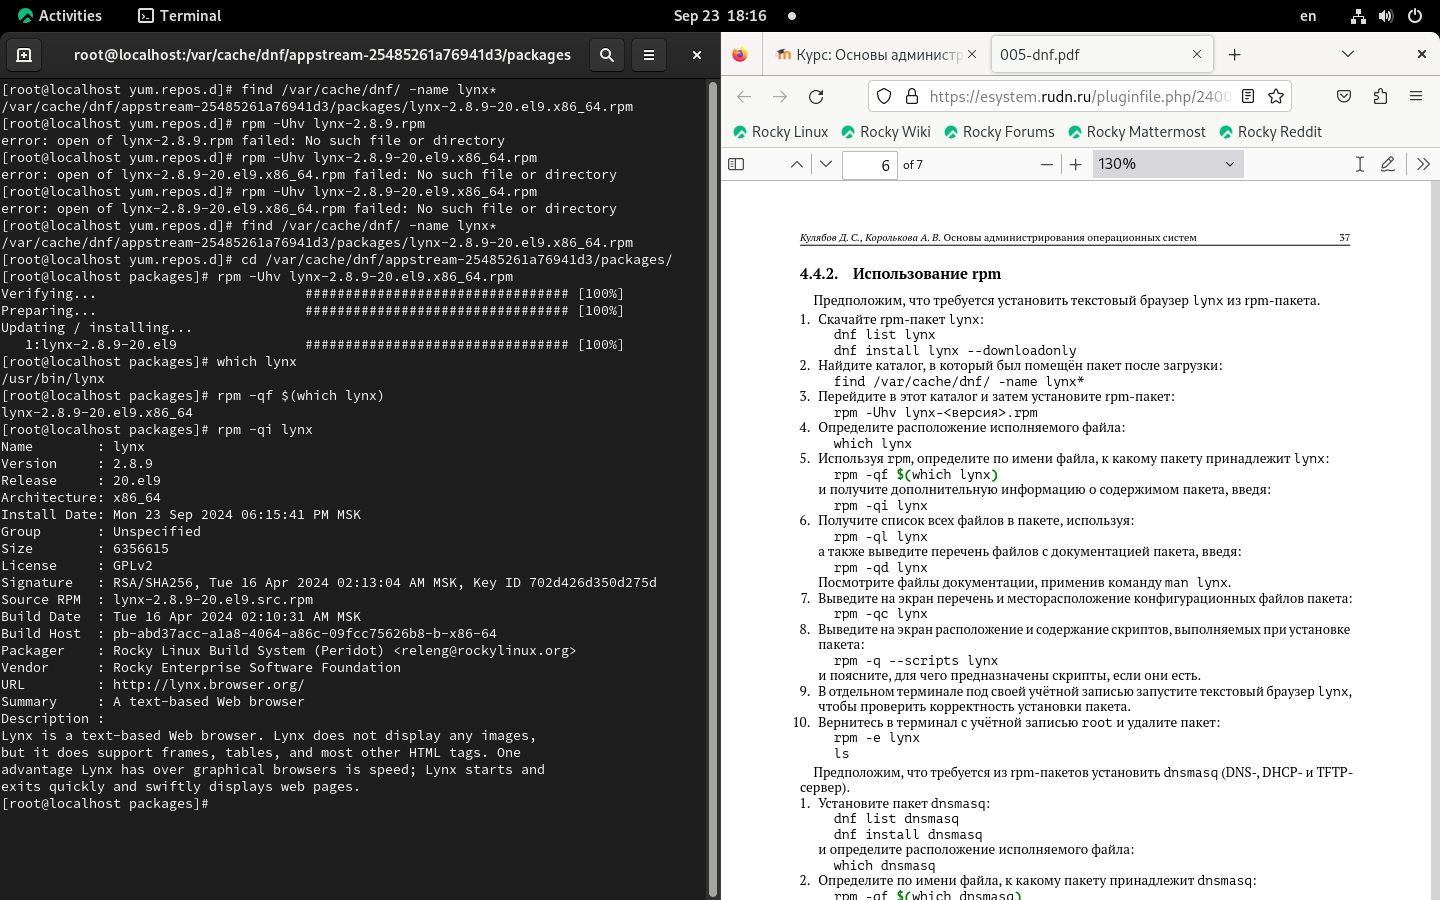 Activities Terminal Sep 23 18:16 en
root@localhost:/var/cache/dnf/appstream-25485261a76941d3/packages
[root@localhost yum.repos.d]# find /var/cache/dnf/ -name lynx*
/var/cache/dnf/appstream-25485261a76941d3/packages/lynx-2.8.9-20.el9.x86_64.rpm
[root@localhost yum.repos.d]# rpm -Uhv lynx-2.8.9.rpm
error: open of lynx-2.8.9.rpm failed: No such file or directory
[root@localhost yum.repos.d]# rpm -Uhv lynx-2.8.9-20.el9.x86_64.rpm
error: open of lynx-2.8.9-20.el9.x86_64.rpm failed: No such file or directory
[root@localhost yum.repos.d]# rpm -Uhv lynx-2.8.9-20.el9.x86_64.rpm
error: open of lynx-2.8.9-20.el9.x86_64.rpm failed: No such file or directory
[root@localhost yum.repos.d]# find /var/cache/dnf/ -name lynx*
/var/cache/dnf/appstream-25485261a76941d3/packages/lynx-2.8.9-20.el9.x86_64.rpm
[root@localhost yum.repos.d]# cd /var/cache/dnf/appstream-25485261a76941d3/packages/
[root@localhost packages]# rpm -Uhv lynx-2.8.9-20.el9.x86_64.rpm
Verifying... ################################# [100%]
Preparing... ################################# [100%]
Updating / installing...
1:lynx-2.8.9-20.el9 ################################# [100%]
[root@localhost packages]# which lynx
/usr/bin/lynx
[root@localhost packages]# rpm -qf $(which lynx)
lynx-2.8.9-20.el9.x86_64
[root@localhost packages]# rpm -qi lynx
Name : lynx
Version : 2.8.9
Release : 20.el9
Architecture: x86_64
Install Date: Mon 23 Sep 2024 06:15:41 PM MSK
Group : Unspecified
Size : 6356615
License : GPLv2
Signature : RSA/SHA256, Tue 16 Apr 2024 02:13:04 AM MSK, Key ID 702d426d350d275d
Source RPM : lynx-2.8.9-20.el9.src.rpm
Build Date : Tue 16 Apr 2024 02:10:31 AM MSK
Build Host : pb-abd37acc-a1a8-4064-a86c-09fcc75626b8-b-x86-64
Packager : Rocky Linux Build System (Peridot) <releng@rockylinux.org>
Vendor : Rocky Enterprise Software Foundation
URL : http://lynx.browser.org/
Summary : A text-based Web browser
Description :
Lynx is a text-based Web browser. Lynx does not display any images,
but it does support frames, tables, and most other HTML tags. One
advantage Lynx has over graphical browsers is speed; Lynx starts and
exits quickly and swiftly displays web pages.
[root@localhost packages]#
Курс: Основы администр 005-dnf.pdf
https://esystem.rudn.ru/pluginfile.php/2400
Rocky Linux Rocky Wiki Rocky Forums Rocky Mattermost Rocky Reddit
6 of 7 130%
Кулябов Д. С., Королькова А. В. Основы администрирования операционных систем 37
4.4.2. Использование rpm
Предположим, что требуется установить текстовый браузер lynx из rpm-пакета.
1. Скачайте rpm-пакет lynx:
dnf list lynx
dnf install lynx --downloadonly
2. Найдите каталог, в который был помещён пакет после загрузки:
find /var/cache/dnf/ -name lynx*
3. Перейдите в этот каталог и затем установите rpm-пакет:
rpm -Uhv lynx-<версия>.rpm
4. Определите расположение исполняемого файла:
which lynx
5. Используя rpm, определите по имени файла, к какому пакету принадлежит lynx:
rpm -qf $(which lynx)
и получите дополнительную информацию о содержимом пакета, введя:
rpm -qi lynx
6. Получите список всех файлов в пакете, используя:
rpm -ql lynx
а также выведите перечень файлов с документацией пакета, введя:
rpm -qd lynx
Посмотрите файлы документации, применив команду man lynx.
7. Выведите на экран перечень и месторасположение конфигурационных файлов пакета:
rpm -qc lynx
8. Выведите на экран расположение и содержание скриптов, выполняемых при установке
пакета:
rpm -q --scripts lynx
и поясните, для чего предназначены скрипты, если они есть.
9. В отдельном терминале под своей учётной записью запустите текстовый браузер lynx,
чтобы проверить корректность установки пакета.
10. Вернитесь в терминал с учётной записью root и удалите пакет:
rpm -e lynx
ls
Предположим, что требуется из rpm-пакетов установить dnsmasq (DNS-, DHCP- и TFTP-
сервер).
1. Установите пакет dnsmasq:
dnf list dnsmasq
dnf install dnsmasq
и определите расположение исполняемого файла:
which dnsmasq
2. Определите по имени файла, к какому пакету принадлежит dnsmasq:
rpm -qf $(which dnsmasq)